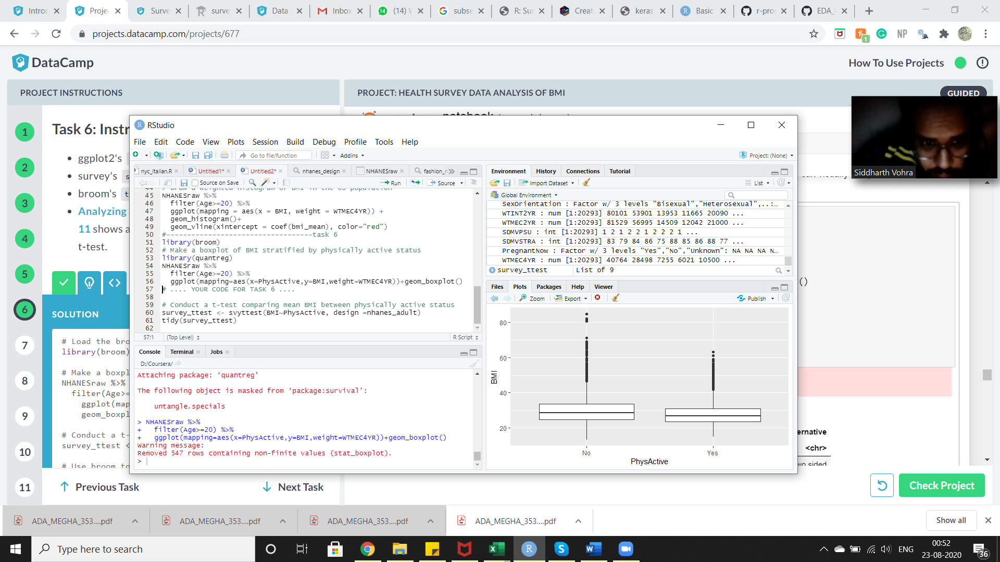 Introc
Projec
Surve
surve
Data
Inbox
(14) V
subse
R: Sur
Creat
keras
Basic
r-pro
EDA_
projects.datacamp.com/projects/677
NP
1
DataCamp
How To Use Projects
PROJECT INSTRUCTIONS
PROJECT: HEALTH SURVEY DATA ANALYSIS OF BMI
GUIDED
Siddharth Vohra
1
2
3
4
5
6
7
8
9
10
11
Task 6: Instr
ggplot2's
survey's s
broom's t
Analyzing
11 shows a
t-test.
SOLUTION
# Load the bro
library(broom)
# Make a boxpl
NHANESraw %>%
filter(Age>=
ggplot(map
geom_boxpl
# Conduct a t-
survey_ttest <
# Use broom to
Previous Task
Next Task
RStudio
File Edit Code View Plots Session Build Debug Profile Tools Help
Go to file/function
Addins
Project: (None)
nyc_italian.R
Untitled1*
Untitled2*
nhanes_design
NHANESraw
fashion_r
Source on Save
Run
Source
# Draw a weighted histogram of BMI in the US population
45 NHANESraw %>%
46 filter(Age>=20) %>%
47 ggplot(mapping = aes(x = BMI, weight = WTMEC4YR)) +
48 geom_histogram()+
49 geom_vline(xintercept = coef(bmi_mean), color="red")
50 #-----------------------------------task 6
51 library(broom)
52 # Make a boxplot of BMI stratified by physically active status
53 library(quantreg)
54 NHANESraw %>%
55 filter(Age>=20) %>%
56 ggplot(mapping=aes(x=PhysActive,y=BMI,weight=WTMEC4YR))+geom_boxplot()
57 # .... YOUR CODE FOR TASK 6 ....
58
59 # Conduct a t-test comparing mean BMI between physically active status
60 survey_ttest <- svyttest(BMI~PhysActive, design =nhanes_adult)
61 tidy(survey_ttest)
62
57:1 (Top Level) R Script
Console Terminal Jobs
D:/Coursera/
Attaching package: ‘quantreg’
The following object is masked from ‘package:survival’:
untangle.specials
> NHANESraw %>%
+ filter(Age>=20) %>%
+ ggplot(mapping=aes(x=PhysActive,y=BMI,weight=WTMEC4YR))+geom_boxplot()
Warning message:
Removed 547 rows containing non-finite values (stat_boxplot).
>
Environment History Connections Tutorial
Import Dataset
List
Global Environment
SexOrientation : Factor w/ 3 levels "Bisexual","Heterosexual",..:...
WTINT2YR : num [1:20293] 80101 53901 13953 11665 20090 ...
WTMEC2YR : num [1:20293] 81529 56995 14509 12042 21000 ...
SDMVPSU : int [1:20293] 1 2 1 2 2 1 2 2 2 1 ...
SDMVSTRA : int [1:20293] 83 79 84 86 75 88 85 86 88 77 ...
PregnantNow : Factor w/ 3 levels "Yes","No","Unknown": NA NA NA N...
WTMEC4YR : num [1:20293] 40764 28498 7255 6021 10500 ...
survey_ttest List of 9
Files Plots Packages Help Viewer
Zoom Export Publish
80
60
40
20
BMI
No
Yes
PhysActive
()
ernative
<chr>
wo sided
Check Project
ADA_MEGHA_353....pdf
ADA_MEGHA_353....pdf
ADA_MEGHA_353....pdf
ADA_MEGHA_353....pdf
Show all
Type here to search
ENG
00:52
23-08-2020
36